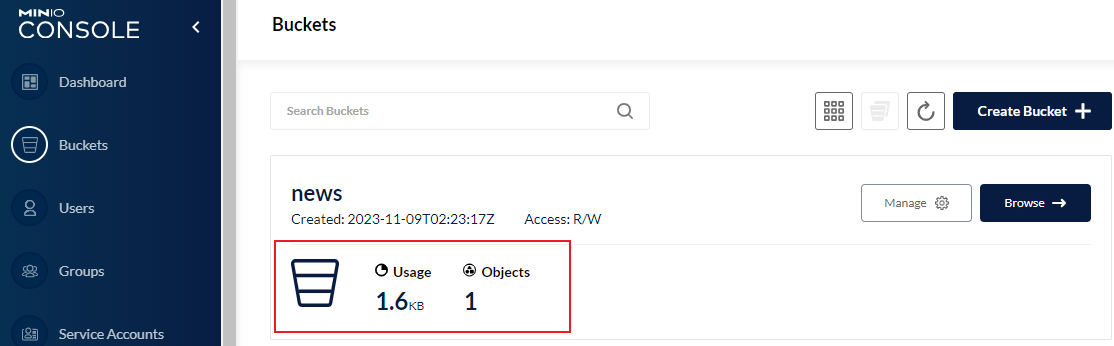 MINIO
CONSOLE
Dashboard
Buckets
Users
Groups
Service Accounts
Buckets
Search Buckets
Create Bucket
news
Created: 2023-11-09T02:23:17Z Access: R/W
Manage
Browse
Usage
1.6KB
Objects
1